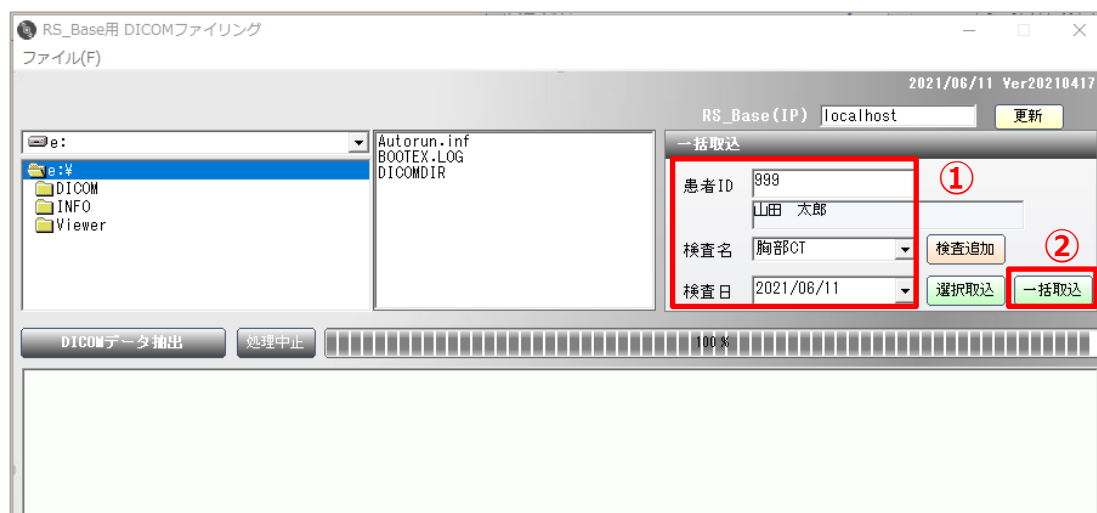 RS_Base用 DICOMファイリング
ファイル(F)
2021/06/11 Ver20210417
RS_Base(IP) localhost 更新
e:
e:¥
DICOM
INFO
Viewer
Autorun.inf
BOOTEX.LOG
DICOMDIR
一括取込
患者ID 999 ①
山田 太郎
検査名 胸部CT 検査追加 ②
検査日 2021/06/11 選択取込 一括取込
DICOMデータ抽出 処理中止 100 %